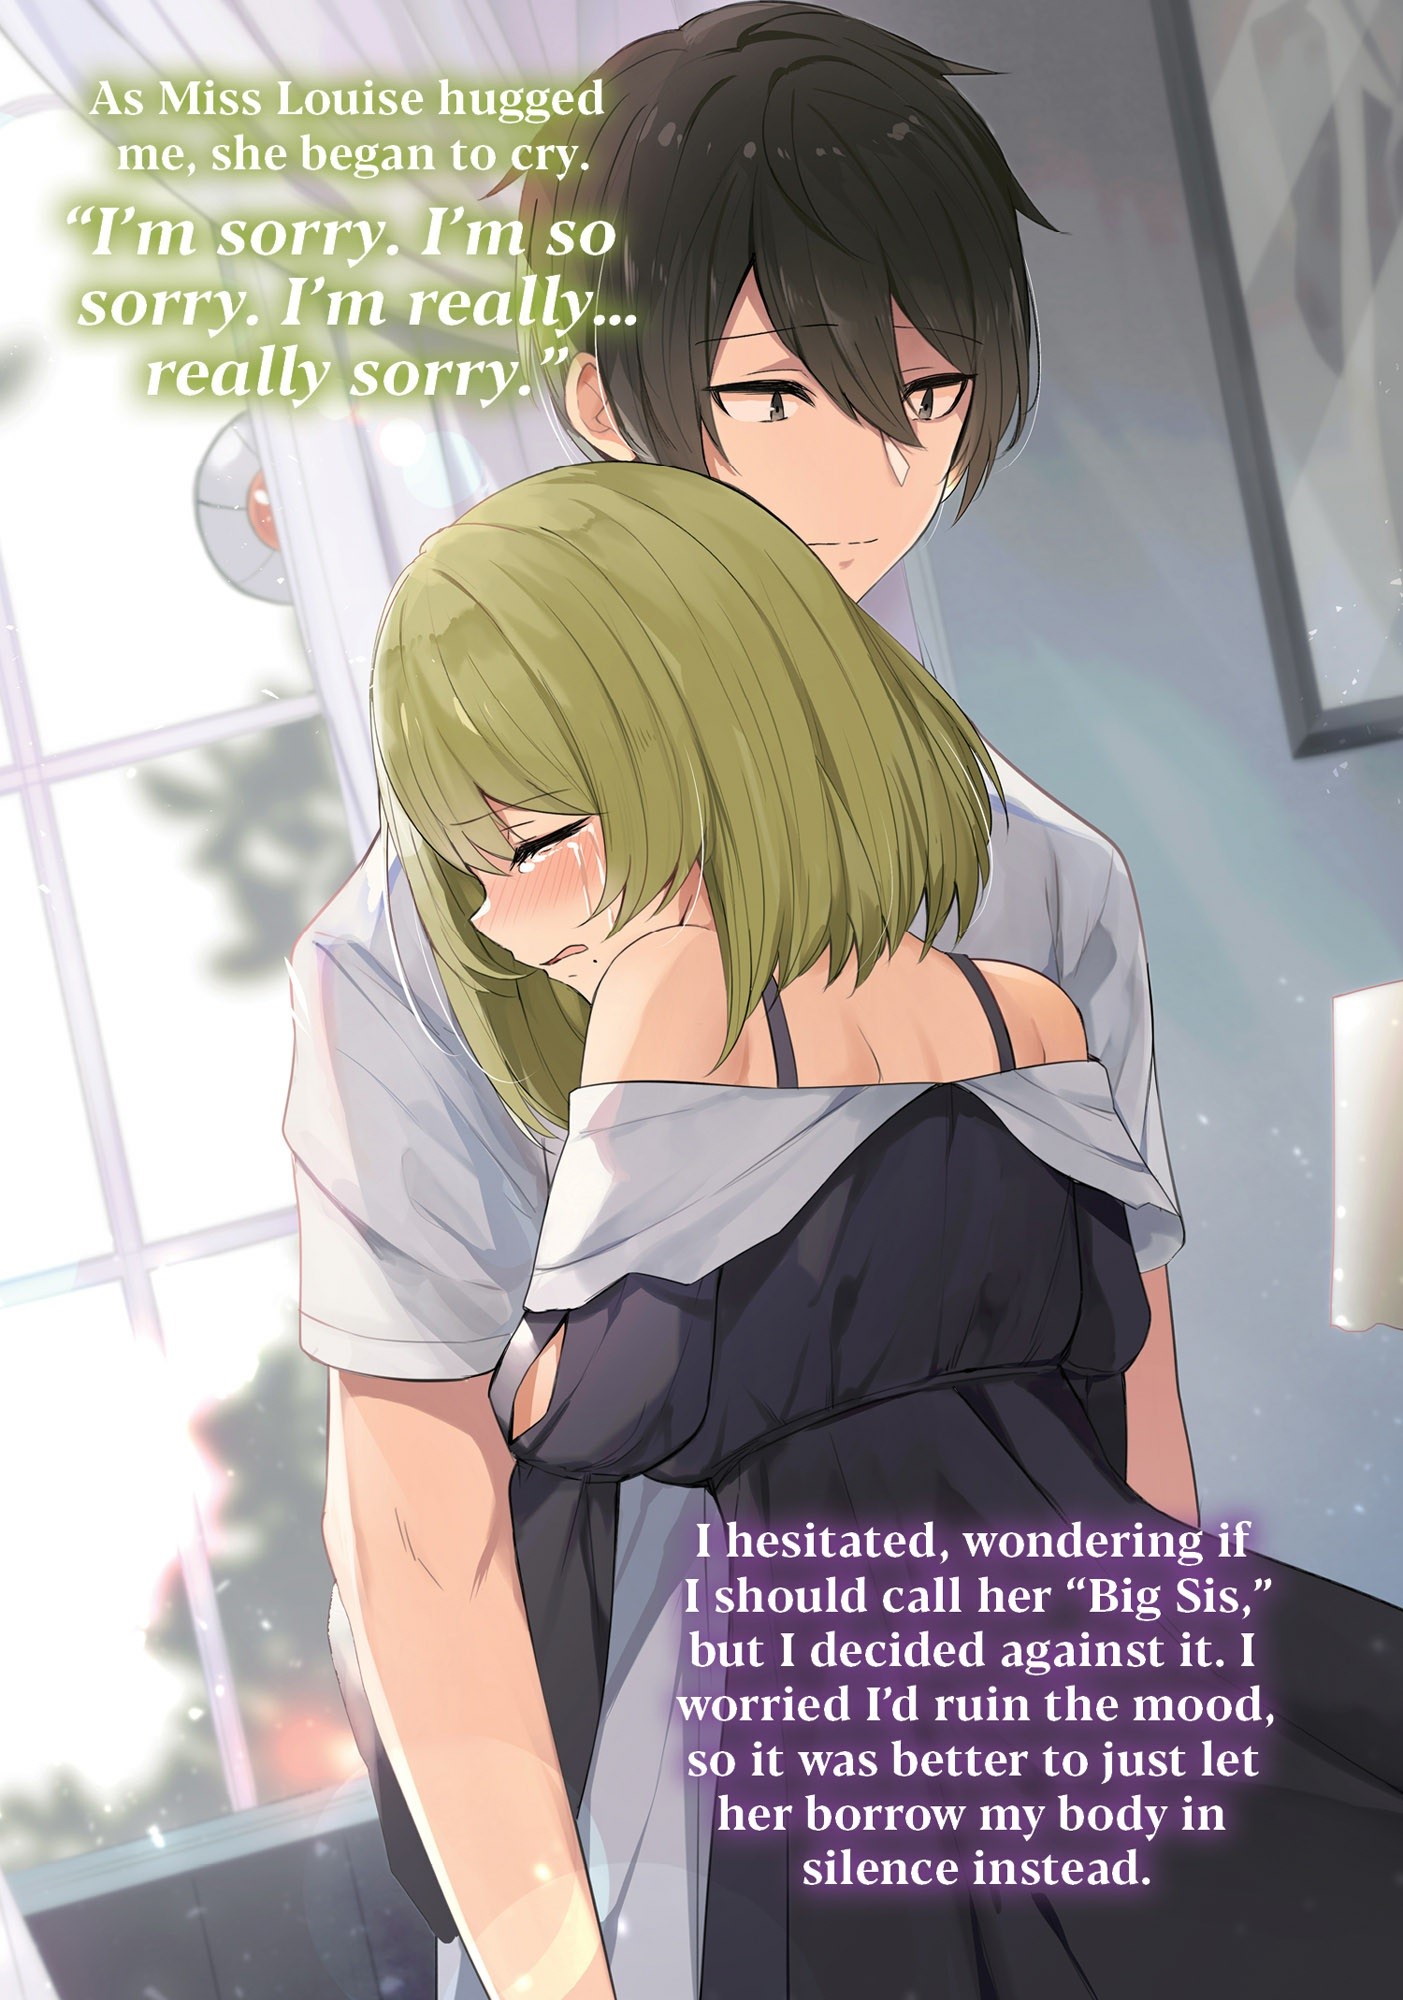 As Miss Louise hugged
me, she began to cry.
“I’m sorry. I’m so
sorry. I’m really...
really sorry.”
I hesitated, wondering if
I should call her “Big Sis,”
but I decided against it. I
worried I’d ruin the mood,
so it was better to just let
her borrow my body in
silence instead.